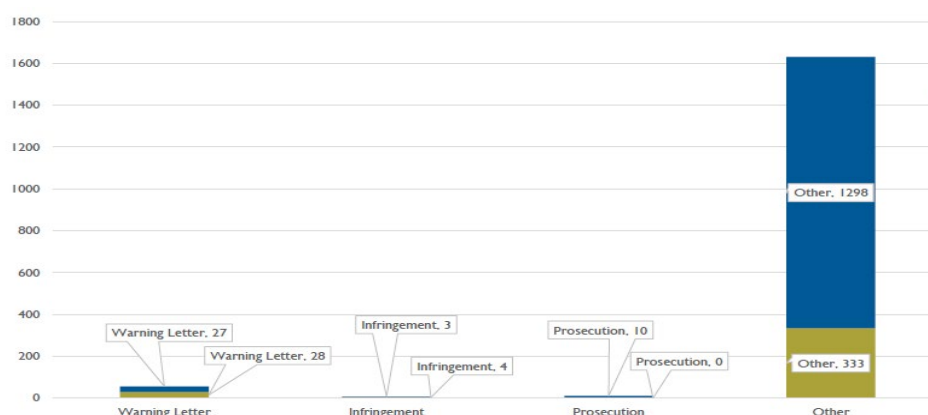 1800
1600
1400
1200
1000
800
600
400
200
0
Other, 1298
Warning Letter, 27
Infringement, 3
Prosecution, 10
Warning Letter, 28
Infringement, 4
Prosecution, 0
Other, 333
Warning Letter
Infringement
Prosecution
Other